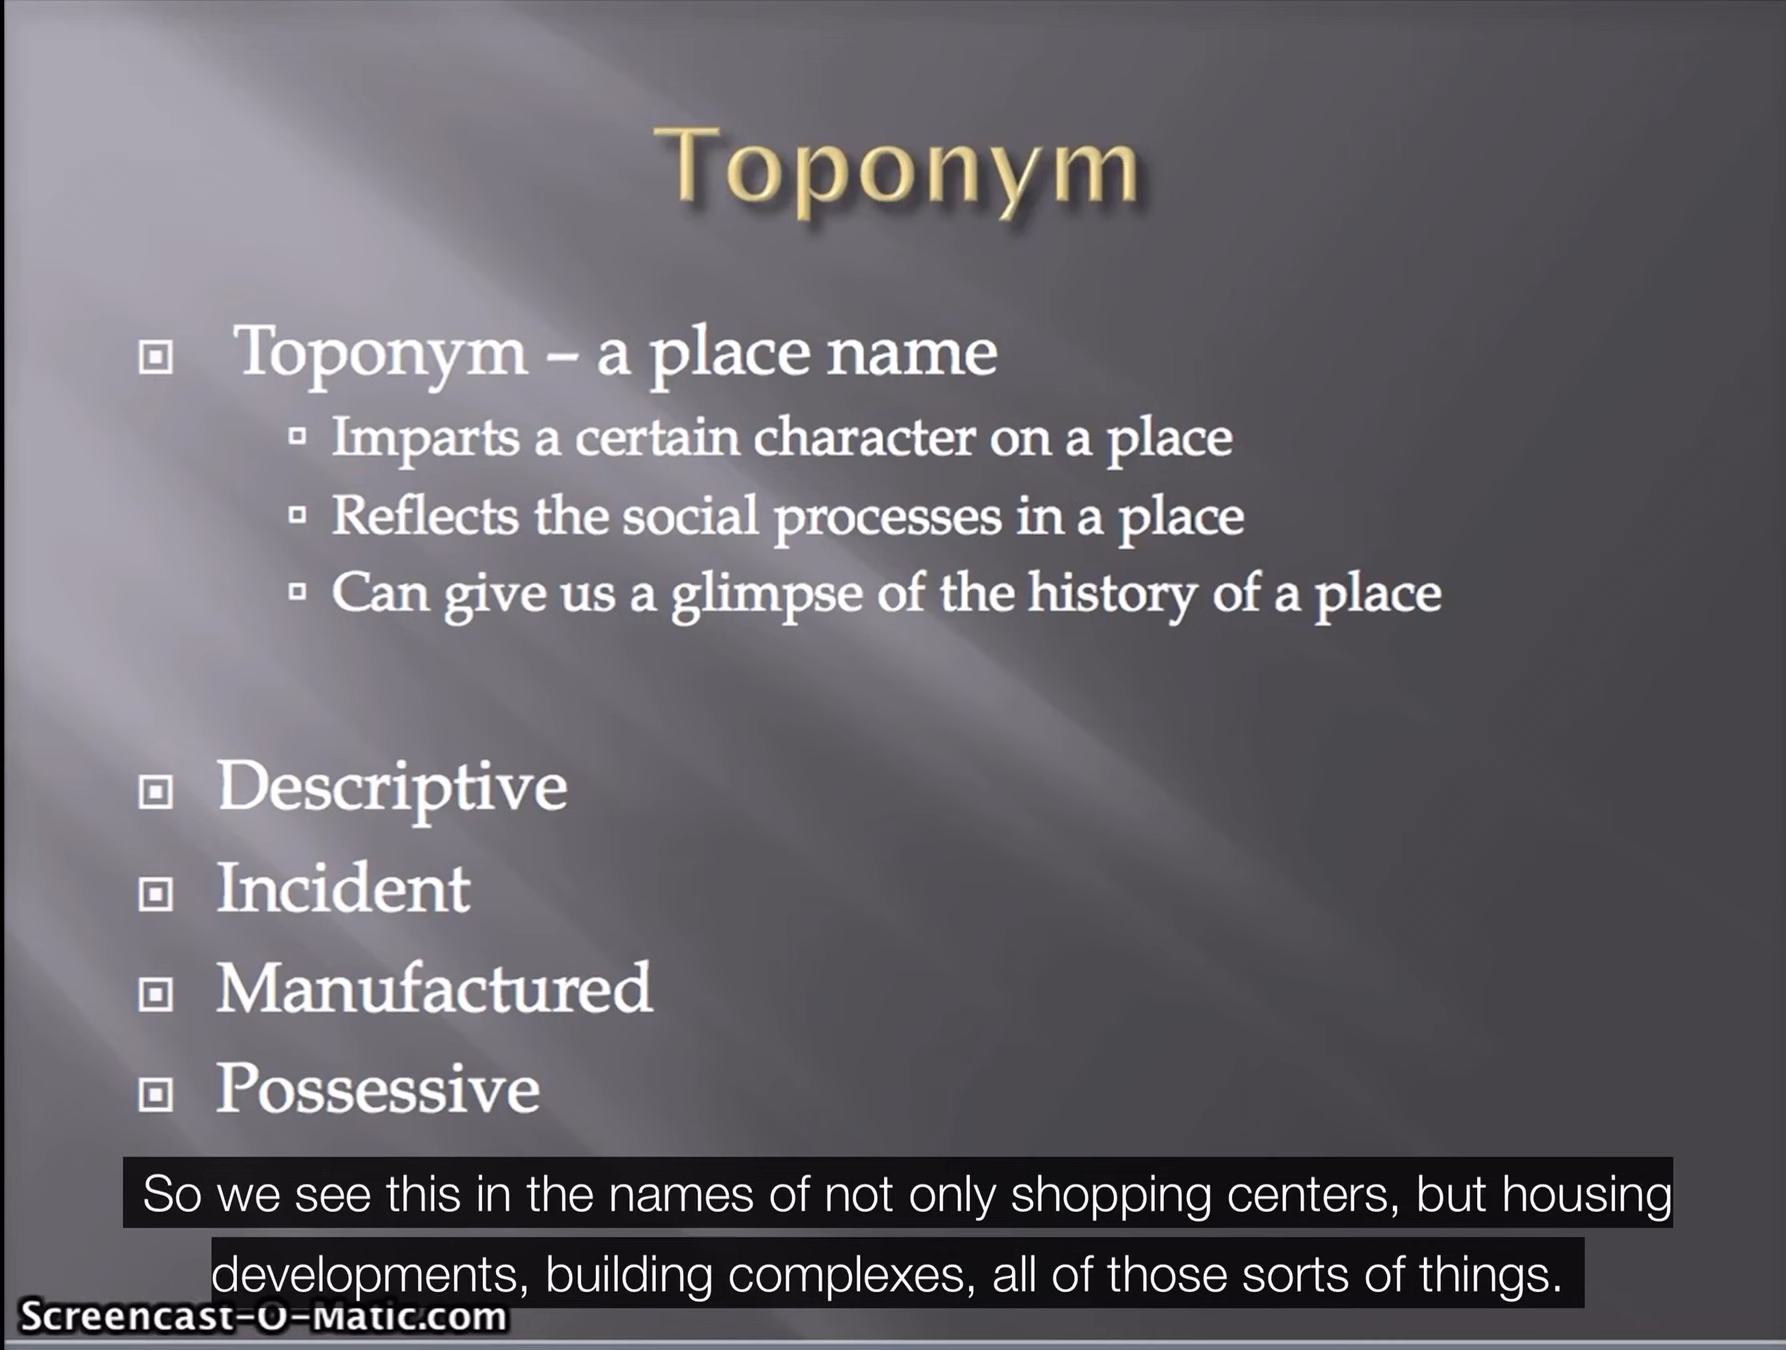 Toponym
Toponym – a place name
Imparts a certain character on a place
Reflects the social processes in a place
Can give us a glimpse of the history of a place
Descriptive
Incident
Manufactured
Possessive
So we see this in the names of not only shopping centers, but housing
developments, building complexes, all of those sorts of things.
Screencast-O-Matic.com